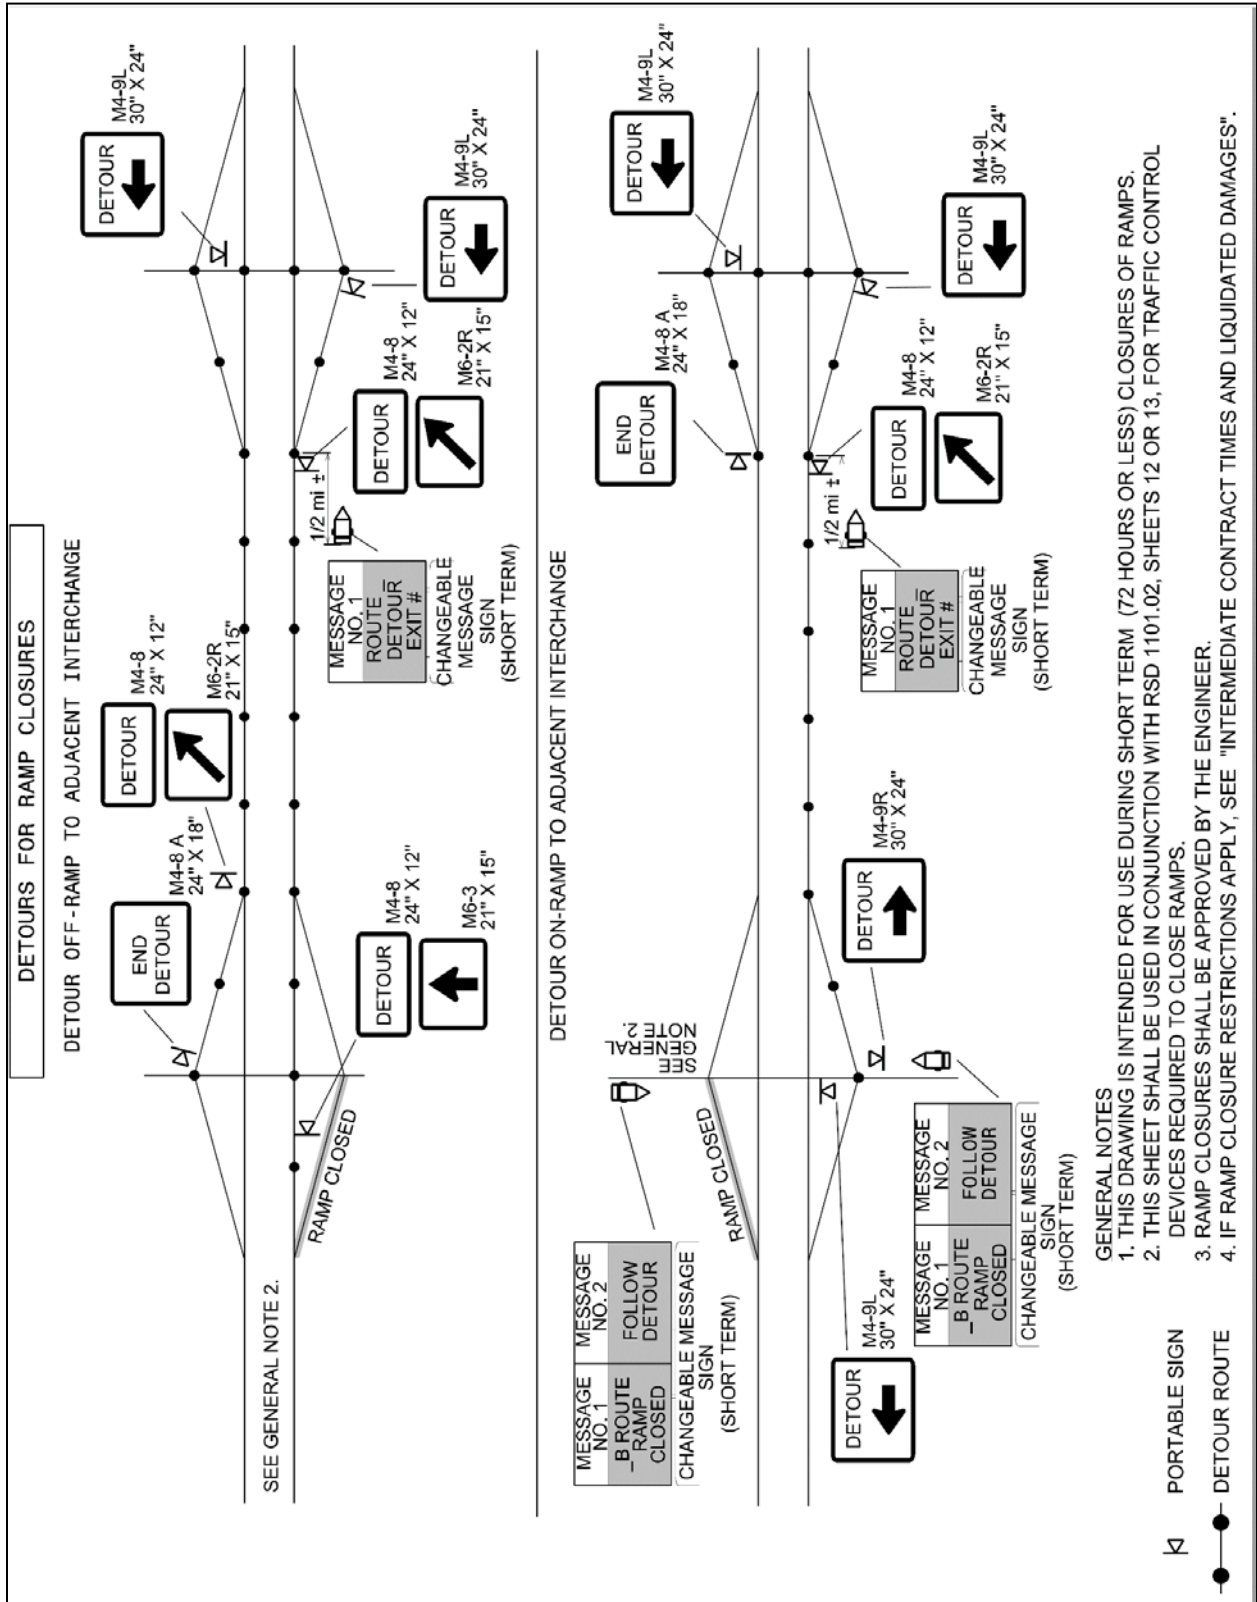 DETOURS FOR RAMP CLOSURES
DETOUR OFF-RAMP TO ADJACENT INTERCHANGE
END
DETOUR
M4-8 A
24" X 18"
DETOUR
M4-8
24" X 12"
M6-2R
21" X 15"
DETOUR
M4-9L
30" X 24"
SEE GENERAL NOTE 2.
RAMP CLOSED
DETOUR
M4-8
24" X 12"
M6-3
21" X 15"
MESSAGE
NO. 1
ROUTE
DETOUR
EXIT #
CHANGEABLE
MESSAGE
SIGN
(SHORT TERM)
1/2 mi ±
DETOUR
M4-8
24" X 12"
M6-2R
21" X 15"
DETOUR
M4-9L
30" X 24"
DETOUR ON-RAMP TO ADJACENT INTERCHANGE
MESSAGE
NO. 1
_B ROUTE
RAMP
CLOSED
MESSAGE
NO. 2
FOLLOW
DETOUR
CHANGEABLE MESSAGE
SIGN
(SHORT TERM)
SEE
GENERAL
NOTE 2.
RAMP CLOSED
END
DETOUR
M4-8 A
24" X 18"
DETOUR
M4-9L
30" X 24"
DETOUR
M4-9L
30" X 24"
DETOUR
M4-9R
30" X 24"
MESSAGE
NO. 1
_B ROUTE
RAMP
CLOSED
MESSAGE
NO. 2
FOLLOW
DETOUR
CHANGEABLE MESSAGE
SIGN
(SHORT TERM)
MESSAGE
NO. 1
ROUTE
DETOUR
EXIT #
CHANGEABLE
MESSAGE
SIGN
(SHORT TERM)
1/2 mi ±
DETOUR
M4-8
24" X 12"
M6-2R
21" X 15"
DETOUR
M4-9L
30" X 24"
PORTABLE SIGN
DETOUR ROUTE
GENERAL NOTES
1. THIS DRAWING IS INTENDED FOR USE DURING SHORT TERM (72 HOURS OR LESS) CLOSURES OF RAMPS.
2. THIS SHEET SHALL BE USED IN CONJUNCTION WITH RSD 1101.02, SHEETS 12 OR 13, FOR TRAFFIC CONTROL
DEVICES REQUIRED TO CLOSE RAMPS.
3. RAMP CLOSURES SHALL BE APPROVED BY THE ENGINEER.
4. IF RAMP CLOSURE RESTRICTIONS APPLY, SEE "INTERMEDIATE CONTRACT TIMES AND LIQUIDATED DAMAGES".